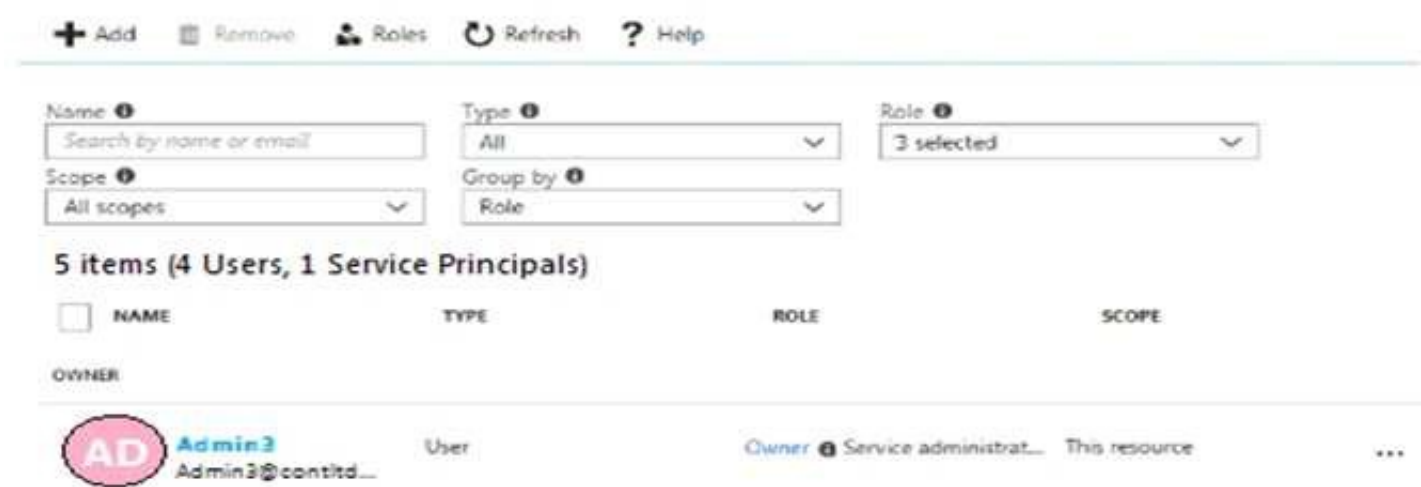 Add Remove Roles Refresh ? Help
Name Type Role
Search by name or email All 3 selected
Scope Group by
All scopes Role
5 items (4 Users, 1 Service Principals)
NAME TYPE ROLE SCOPE
OWNER
AD Admin3 User Owner Service administrat... This resource ...
Admin3@contltd...